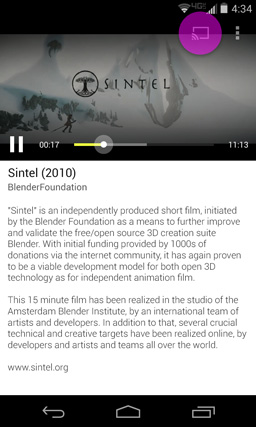 4G 4:34
SINTEL
00:17 11:13
Sintel (2010)
BlenderFoundation
"Sintel" is an independently produced short film, initiated
by the Blender Foundation as a means to further improve
and validate the free/open source 3D creation suite
Blender. With initial funding provided by 1000s of
donations via the internet community, it has again proven
to be a viable development model for both open 3D
technology as for independent animation film.
This 15 minute film has been realized in the studio of the
Amsterdam Blender Institute, by an international team of
artists and developers. In addition to that, several crucial
technical and creative targets have been realized online, by
developers and artists and teams all over the world.
www.sintel.org